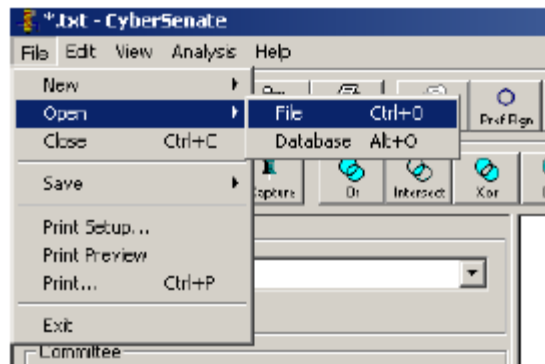 *.txt - CyberSenate
File Edit View Analysis Help
New
Open
File Ctrl+O
Close Ctrl+C
Database Alt+O
Save
Print Setup...
Print Preview
Print... Ctrl+P
Exit
Capture Or Intersect Xor
Committee